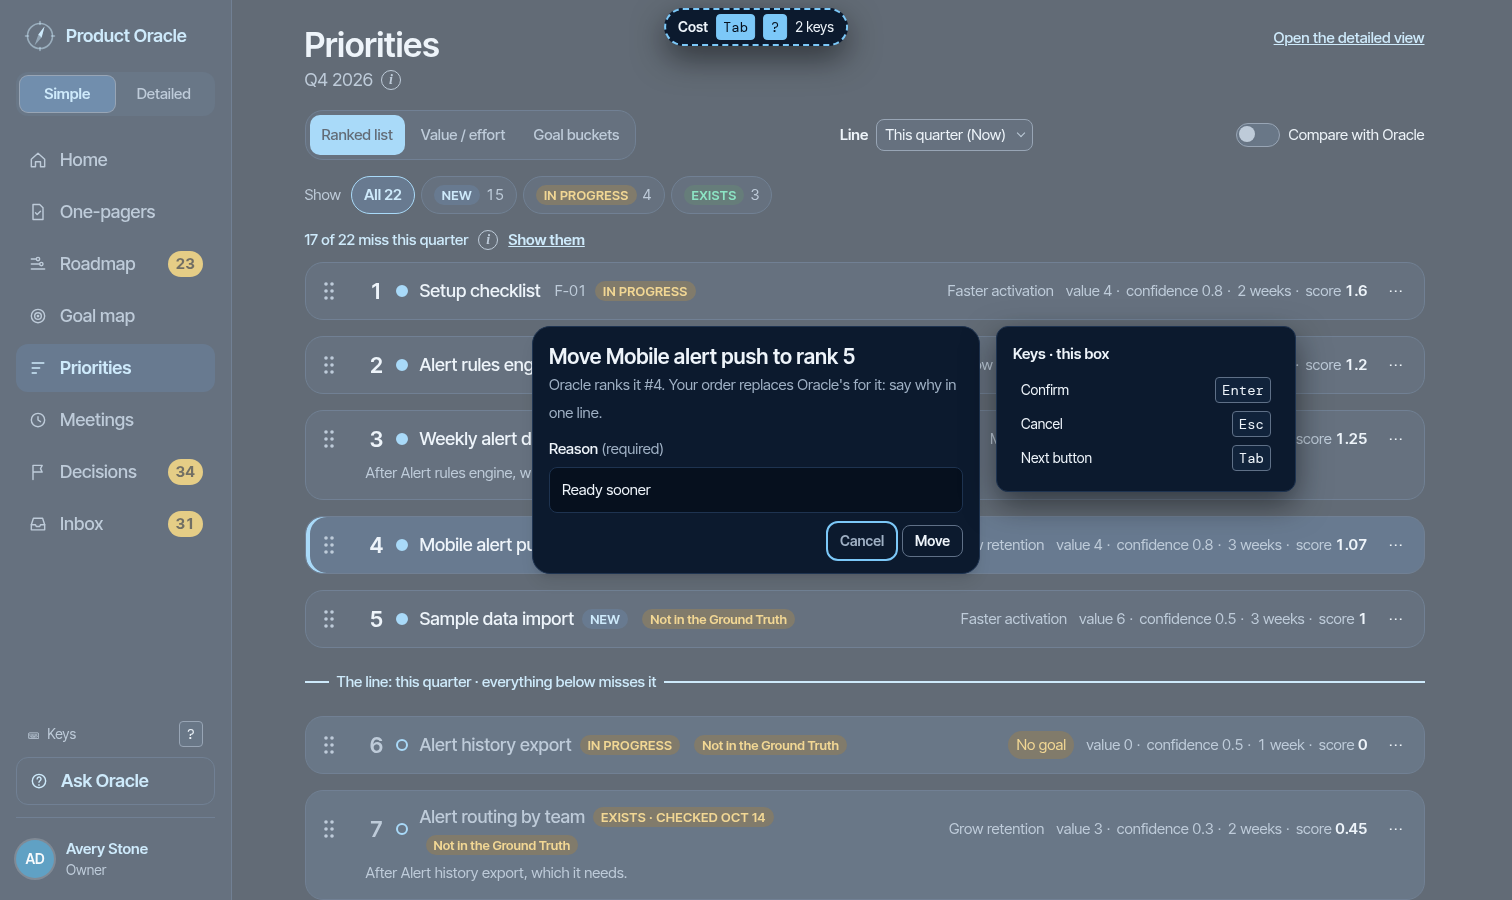 Product Oracle
Simple
Detailed
Home
One-pagers
Roadmap 23
Goal map
Priorities
Meetings
Decisions 34
Inbox 31
Keys ?
Ask Oracle
AD
Avery Stone
Owner
Cost Tab ? 2 keys
Priorities
Q4 2026 i
Open the detailed view
Ranked list
Value / effort
Goal buckets
Line This quarter (Now)
Compare with Oracle
Show All 22 NEW 15 IN PROGRESS 4 EXISTS 3
17 of 22 miss this quarter i Show them
1 Setup checklist F-01 IN PROGRESS Faster activation value 4 · confidence 0.8 · 2 weeks · score 1.6 ···
2 Alert rules eng score 1.2 ···
3 Weekly alert d score 1.25 ···
After Alert rules engine, w
4 Mobile alert pu retention value 4 · confidence 0.8 · 3 weeks · score 1.07 ···
5 Sample data import NEW Not in the Ground Truth Faster activation value 6 · confidence 0.5 · 3 weeks · score 1 ···
Move Mobile alert push to rank 5
Oracle ranks it #4. Your order replaces Oracle's for it: say why in
one line.
Reason (required)
Ready sooner
Cancel
Move
Keys · this box
Confirm Enter
Cancel Esc
Next button Tab
The line: this quarter · everything below misses it
6 Alert history export IN PROGRESS Not in the Ground Truth No goal value 0 · confidence 0.5 · 1 week · score 0 ···
7 Alert routing by team EXISTS · CHECKED OCT 14 Grow retention value 3 · confidence 0.3 · 2 weeks · score 0.45 ···
Not in the Ground Truth
After Alert history export, which it needs.